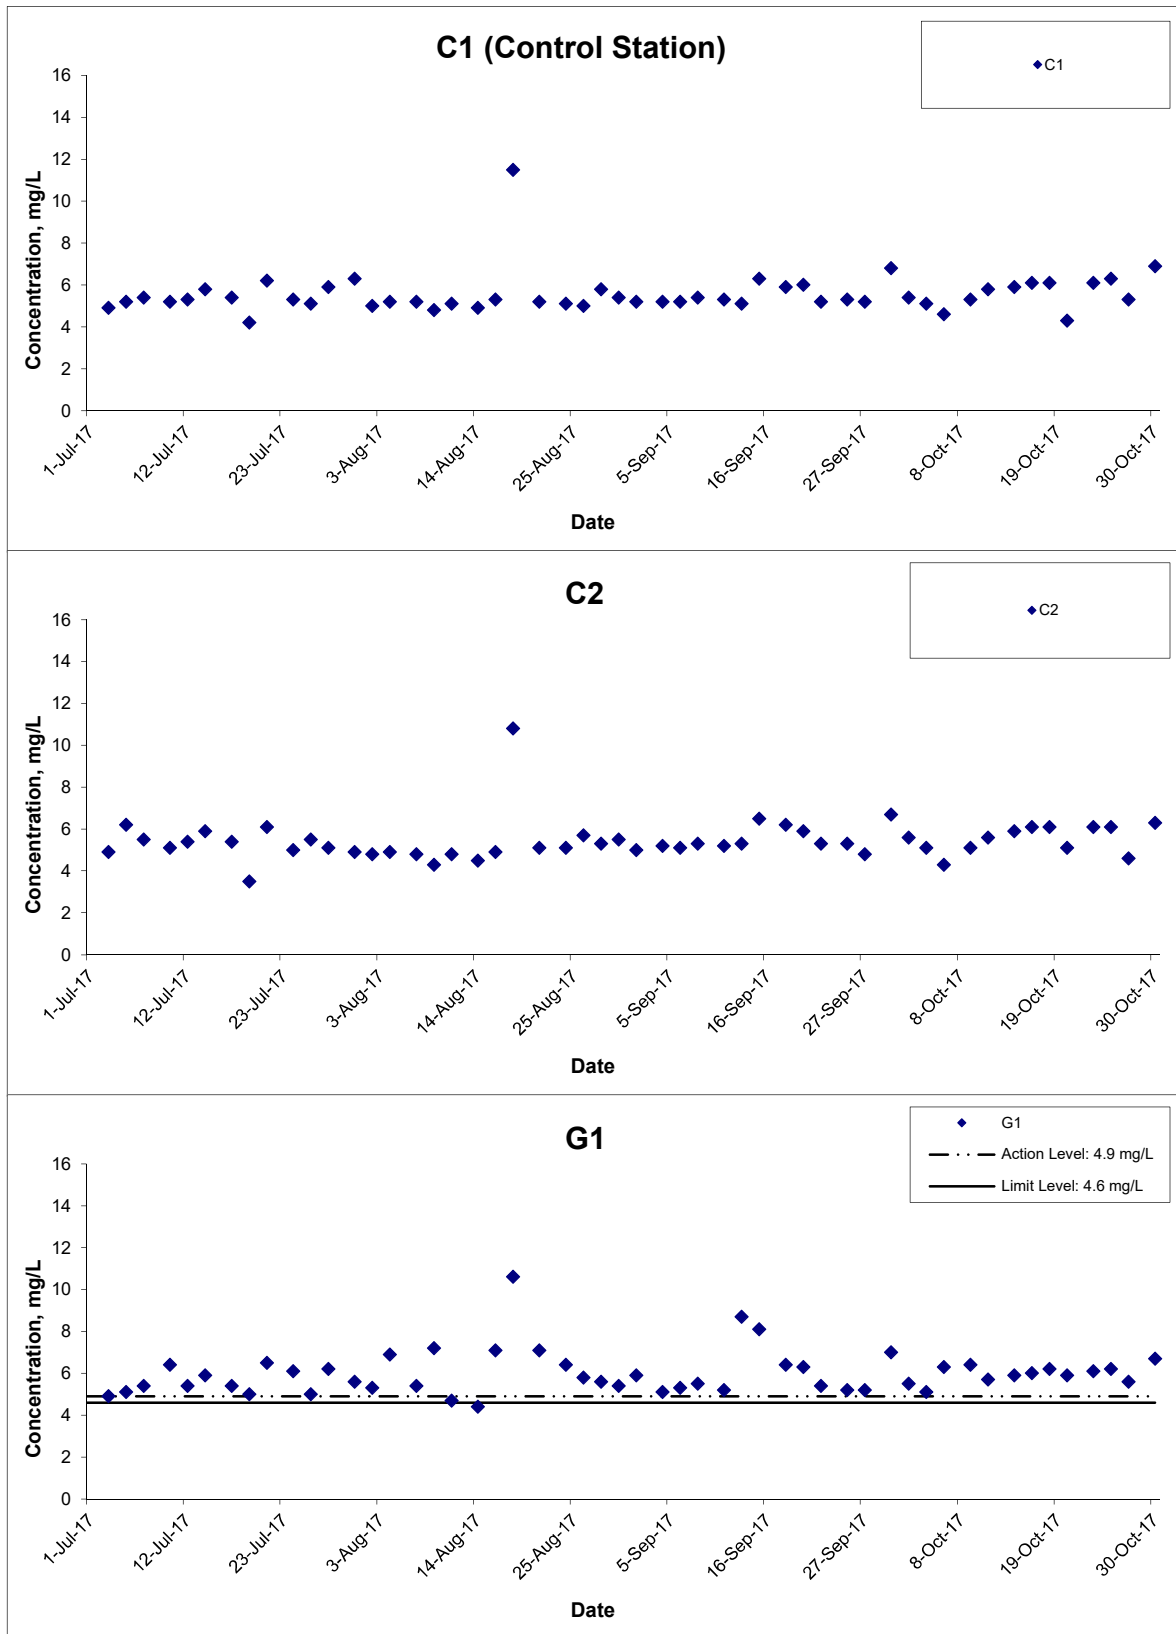 C1 (Control Station)
C1
16
14
12
10
8
6
4
2
0
Concentration, mg/L
1-Jul-17
12-Jul-17
23-Jul-17
3-Aug-17
14-Aug-17
25-Aug-17
5-Sep-17
16-Sep-17
27-Sep-17
8-Oct-17
19-Oct-17
30-Oct-17
Date
C2
C2
16
14
12
10
8
6
4
2
0
Concentration, mg/L
1-Jul-17
12-Jul-17
23-Jul-17
3-Aug-17
14-Aug-17
25-Aug-17
5-Sep-17
16-Sep-17
27-Sep-17
8-Oct-17
19-Oct-17
30-Oct-17
Date
G1
G1
Action Level: 4.9 mg/L
Limit Level: 4.6 mg/L
16
14
12
10
8
6
4
2
0
Concentration, mg/L
1-Jul-17
12-Jul-17
23-Jul-17
3-Aug-17
14-Aug-17
25-Aug-17
5-Sep-17
16-Sep-17
27-Sep-17
8-Oct-17
19-Oct-17
30-Oct-17
Date